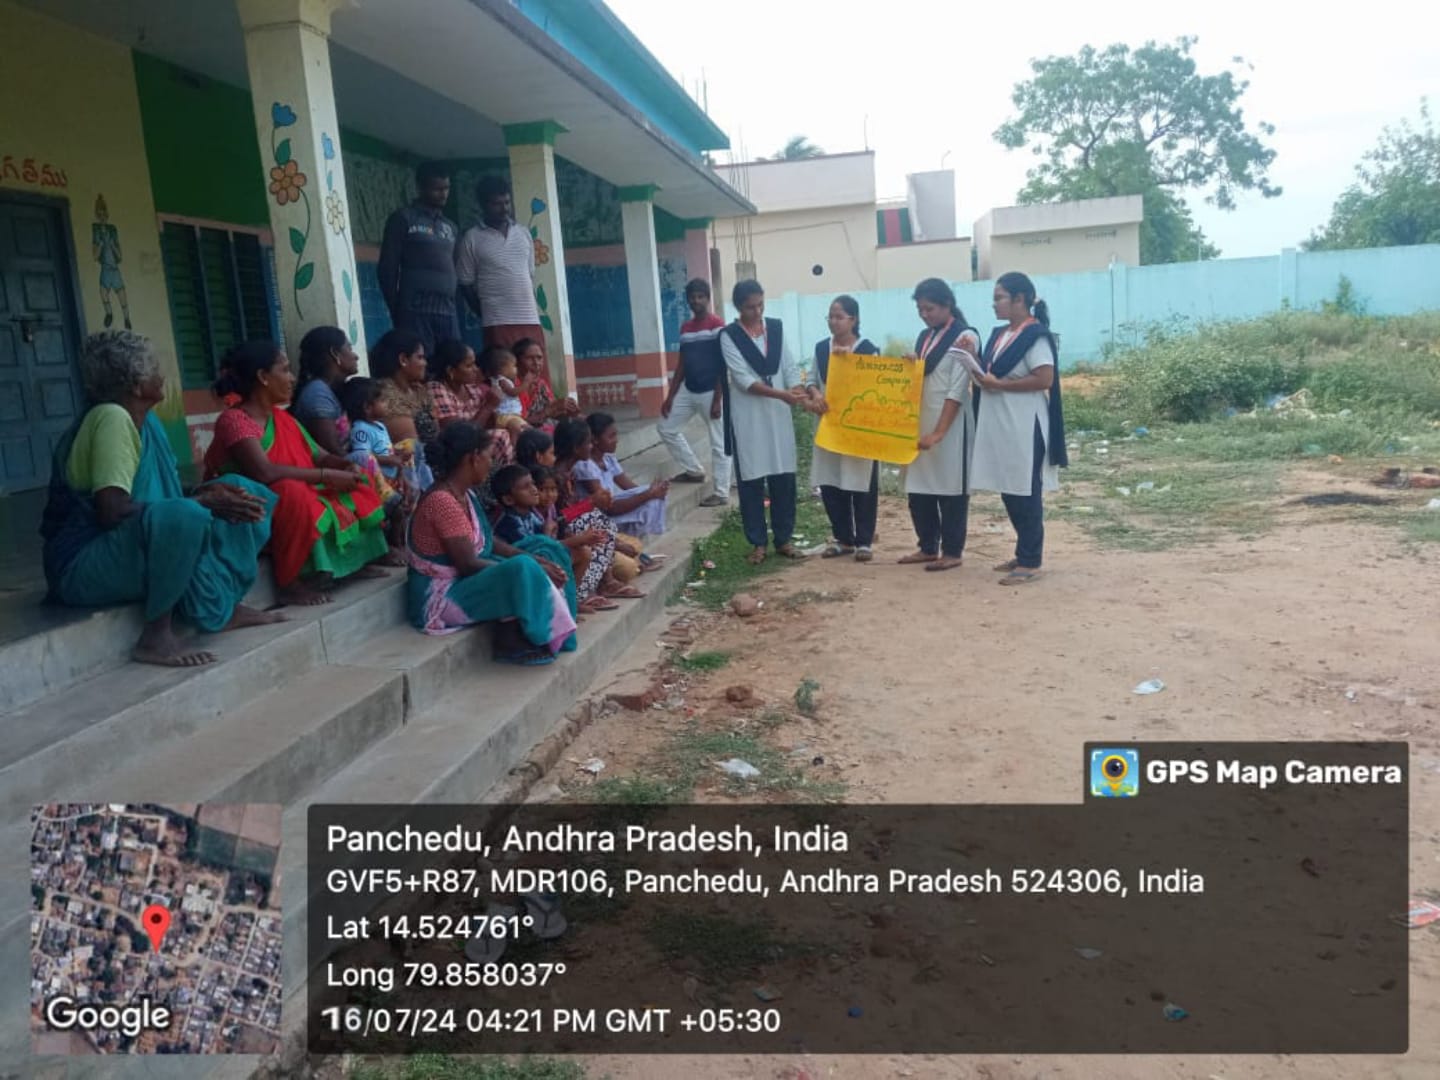 గతము
Awareness
Campaign
GPS Map Camera
Panchedu, Andhra Pradesh, India
GVF5+R87, MDR106, Panchedu, Andhra Pradesh 524306, India
Lat 14.524761°
Long 79.858037°
16/07/24 04:21 PM GMT +05:30
Google